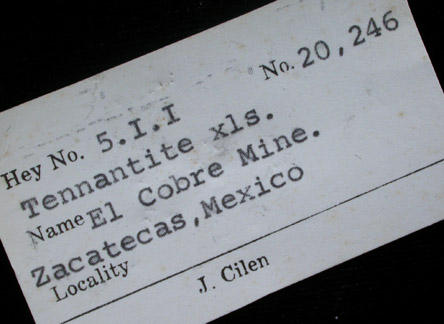 No. 20,246
Hey No. 5.I.I
Tennantite xls.
Name El Cobre Mine.
Zacatecas,Mexico
Locality
J. Cilen